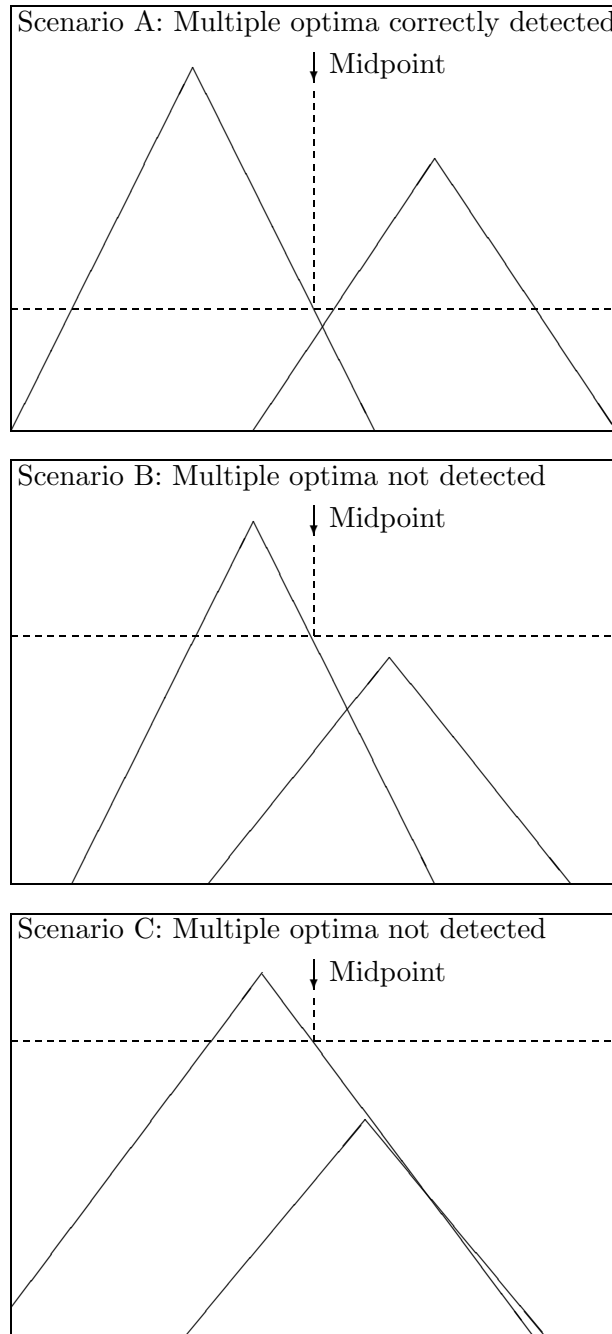 Scenario A: Multiple optima correctly detected
Midpoint
Scenario B: Multiple optima not detected
Midpoint
Scenario C: Multiple optima not detected
Midpoint